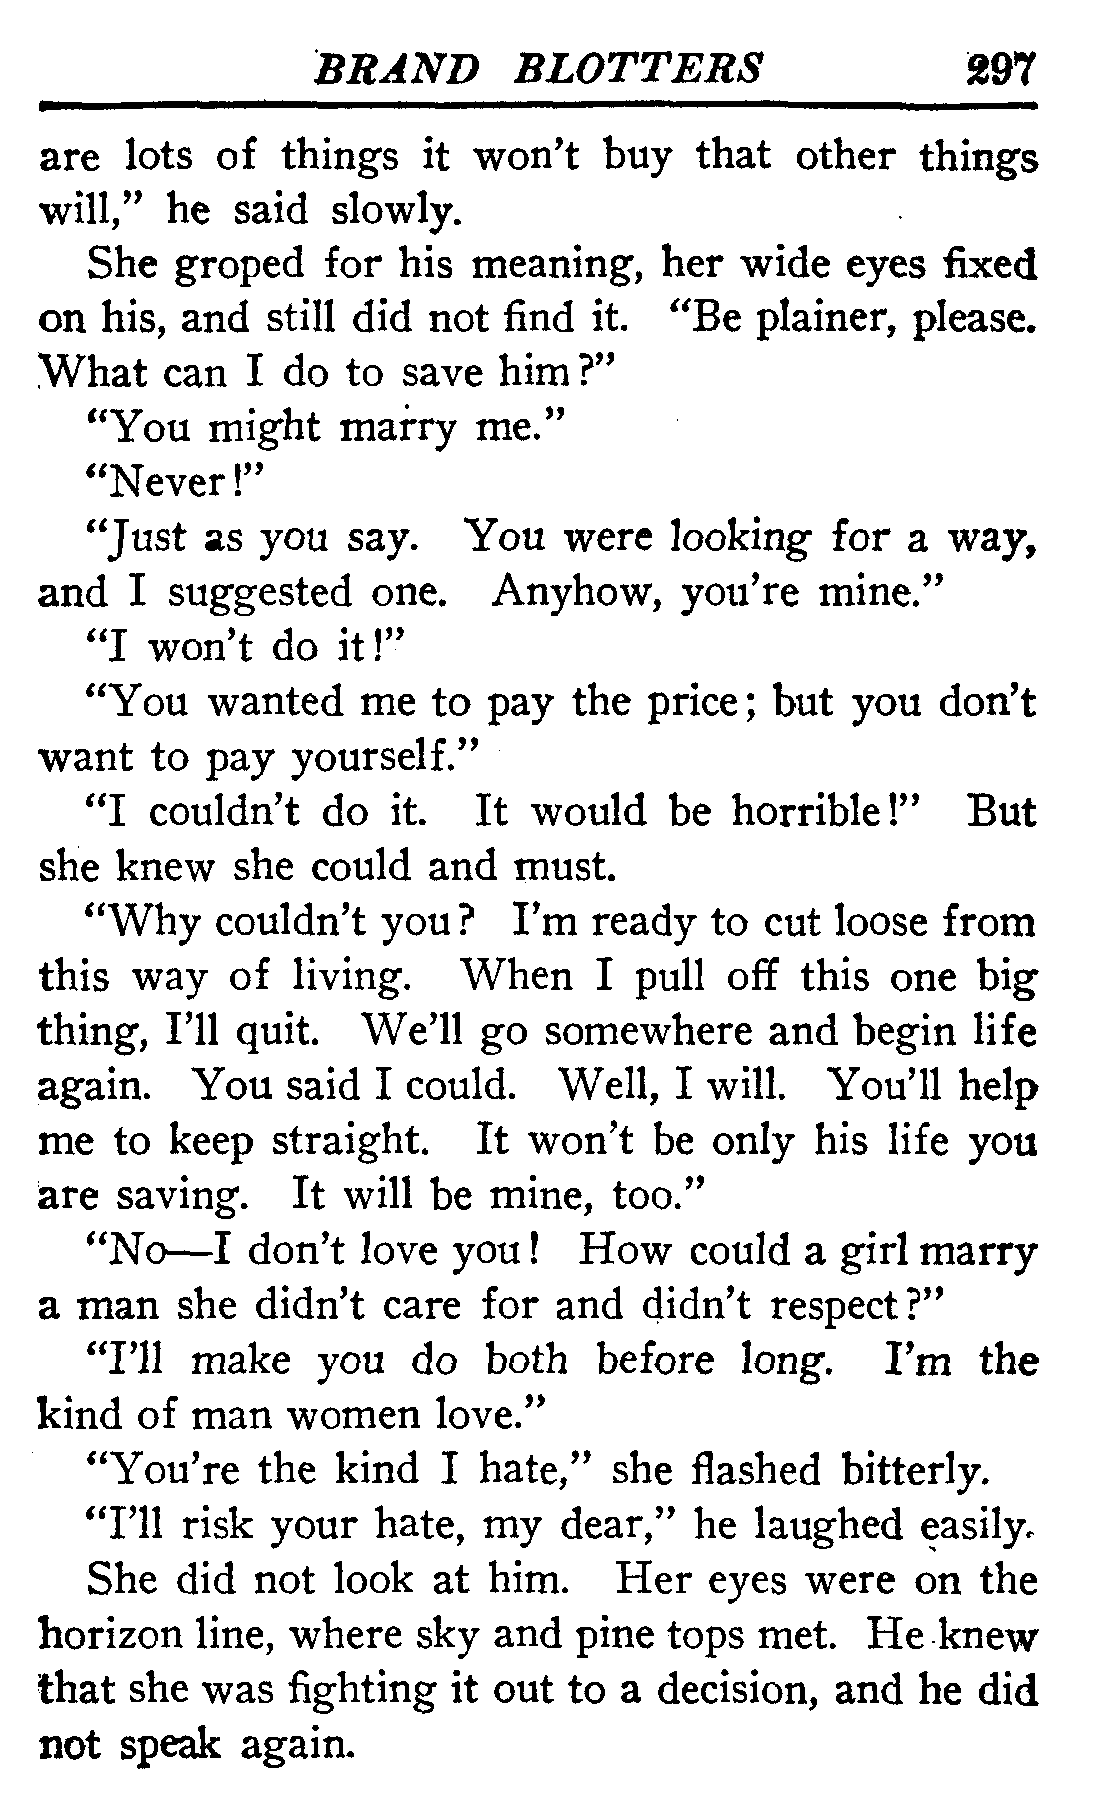 BRAND BLOTTERS 297
are lots of things it won't buy that other things
will,” he said slowly.
She groped for his meaning, her wide eyes fixed
on his, and still did not find it. “Be plainer, please.
What can I do to save him?”
“You might marry me.”
“Never!”
“Just as you say. You were looking for a way,
and I suggested one. Anyhow, you're mine.”
“I won't do it!”
“You wanted me to pay the price; but you don't
want to pay yourself.”
“I couldn't do it. It would be horrible!” But
she knew she could and must.
“Why couldn't you? I'm ready to cut loose from
this way of living. When I pull off this one big
thing, I'll quit. We'll go somewhere and begin life
again. You said I could. Well, I will. You'll help
me to keep straight. It won't be only his life you
are saving. It will be mine, too.”
“No—I don't love you! How could a girl marry
a man she didn't care for and didn't respect?”
“I'll make you do both before long. I'm the
kind of man women love.”
“You're the kind I hate,” she flashed bitterly.
“I'll risk your hate, my dear,” he laughed easily.
She did not look at him. Her eyes were on the
horizon line, where sky and pine tops met. He knew
that she was fighting it out to a decision, and he did
not speak again.